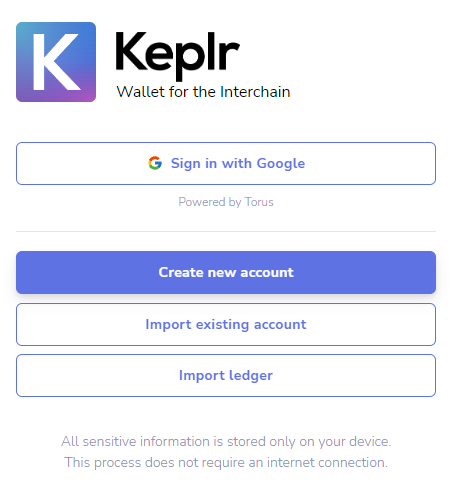 K
Keplr
Wallet for the Interchain
G Sign in with Google
Powered by Torus
Create new account
Import existing account
Import ledger
All sensitive information is stored only on your device.
This process does not require an internet connection.